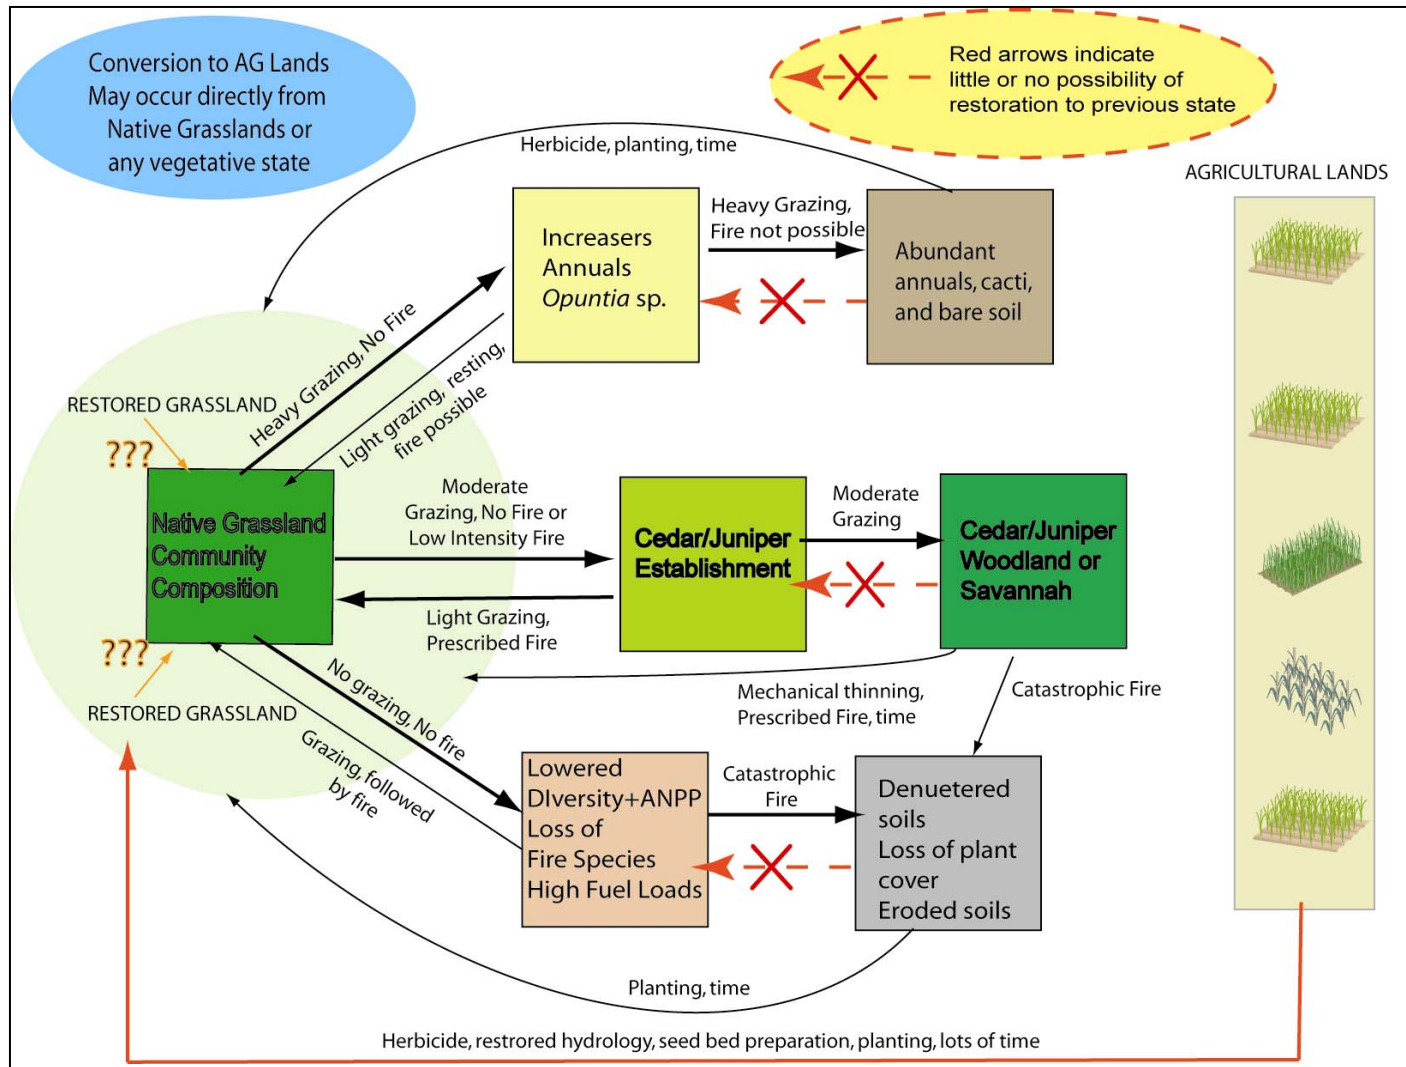 Conversion to AG Lands
May occur directly from
Native Grasslands or
any vegetative state
Red arrows indicate
little or no possibility of
restoration to previous state
Herbicide, planting, time
AGRICULTURAL LANDS
Increasers
Annuals
Opuntia sp.
Heavy Grazing,
Fire not possible
Abundant
annuals, cacti,
and bare soil
Heavy Grazing, No Fire
Light grazing, resting,
fire possible
RESTORED GRASSLAND
???
Native Grassland
Community
Composition
Moderate
Grazing, No Fire or
Low Intensity Fire
Light Grazing,
Prescribed Fire
Cedar/Juniper
Establishment
Moderate
Grazing
Cedar/Juniper
Woodland or
Savannah
???
RESTORED GRASSLAND
No grazing, No fire
Grazing, followed
by fire
Mechanical thinning,
Prescribed Fire, time
Catastrophic Fire
Lowered
DIversity+ANPP
Loss of
Fire Species
High Fuel Loads
Catastrophic
Fire
Denuetered
soils
Loss of plant
cover
Eroded soils
Planting, time
Herbicide, restrored hydrology, seed bed preparation, planting, lots of time